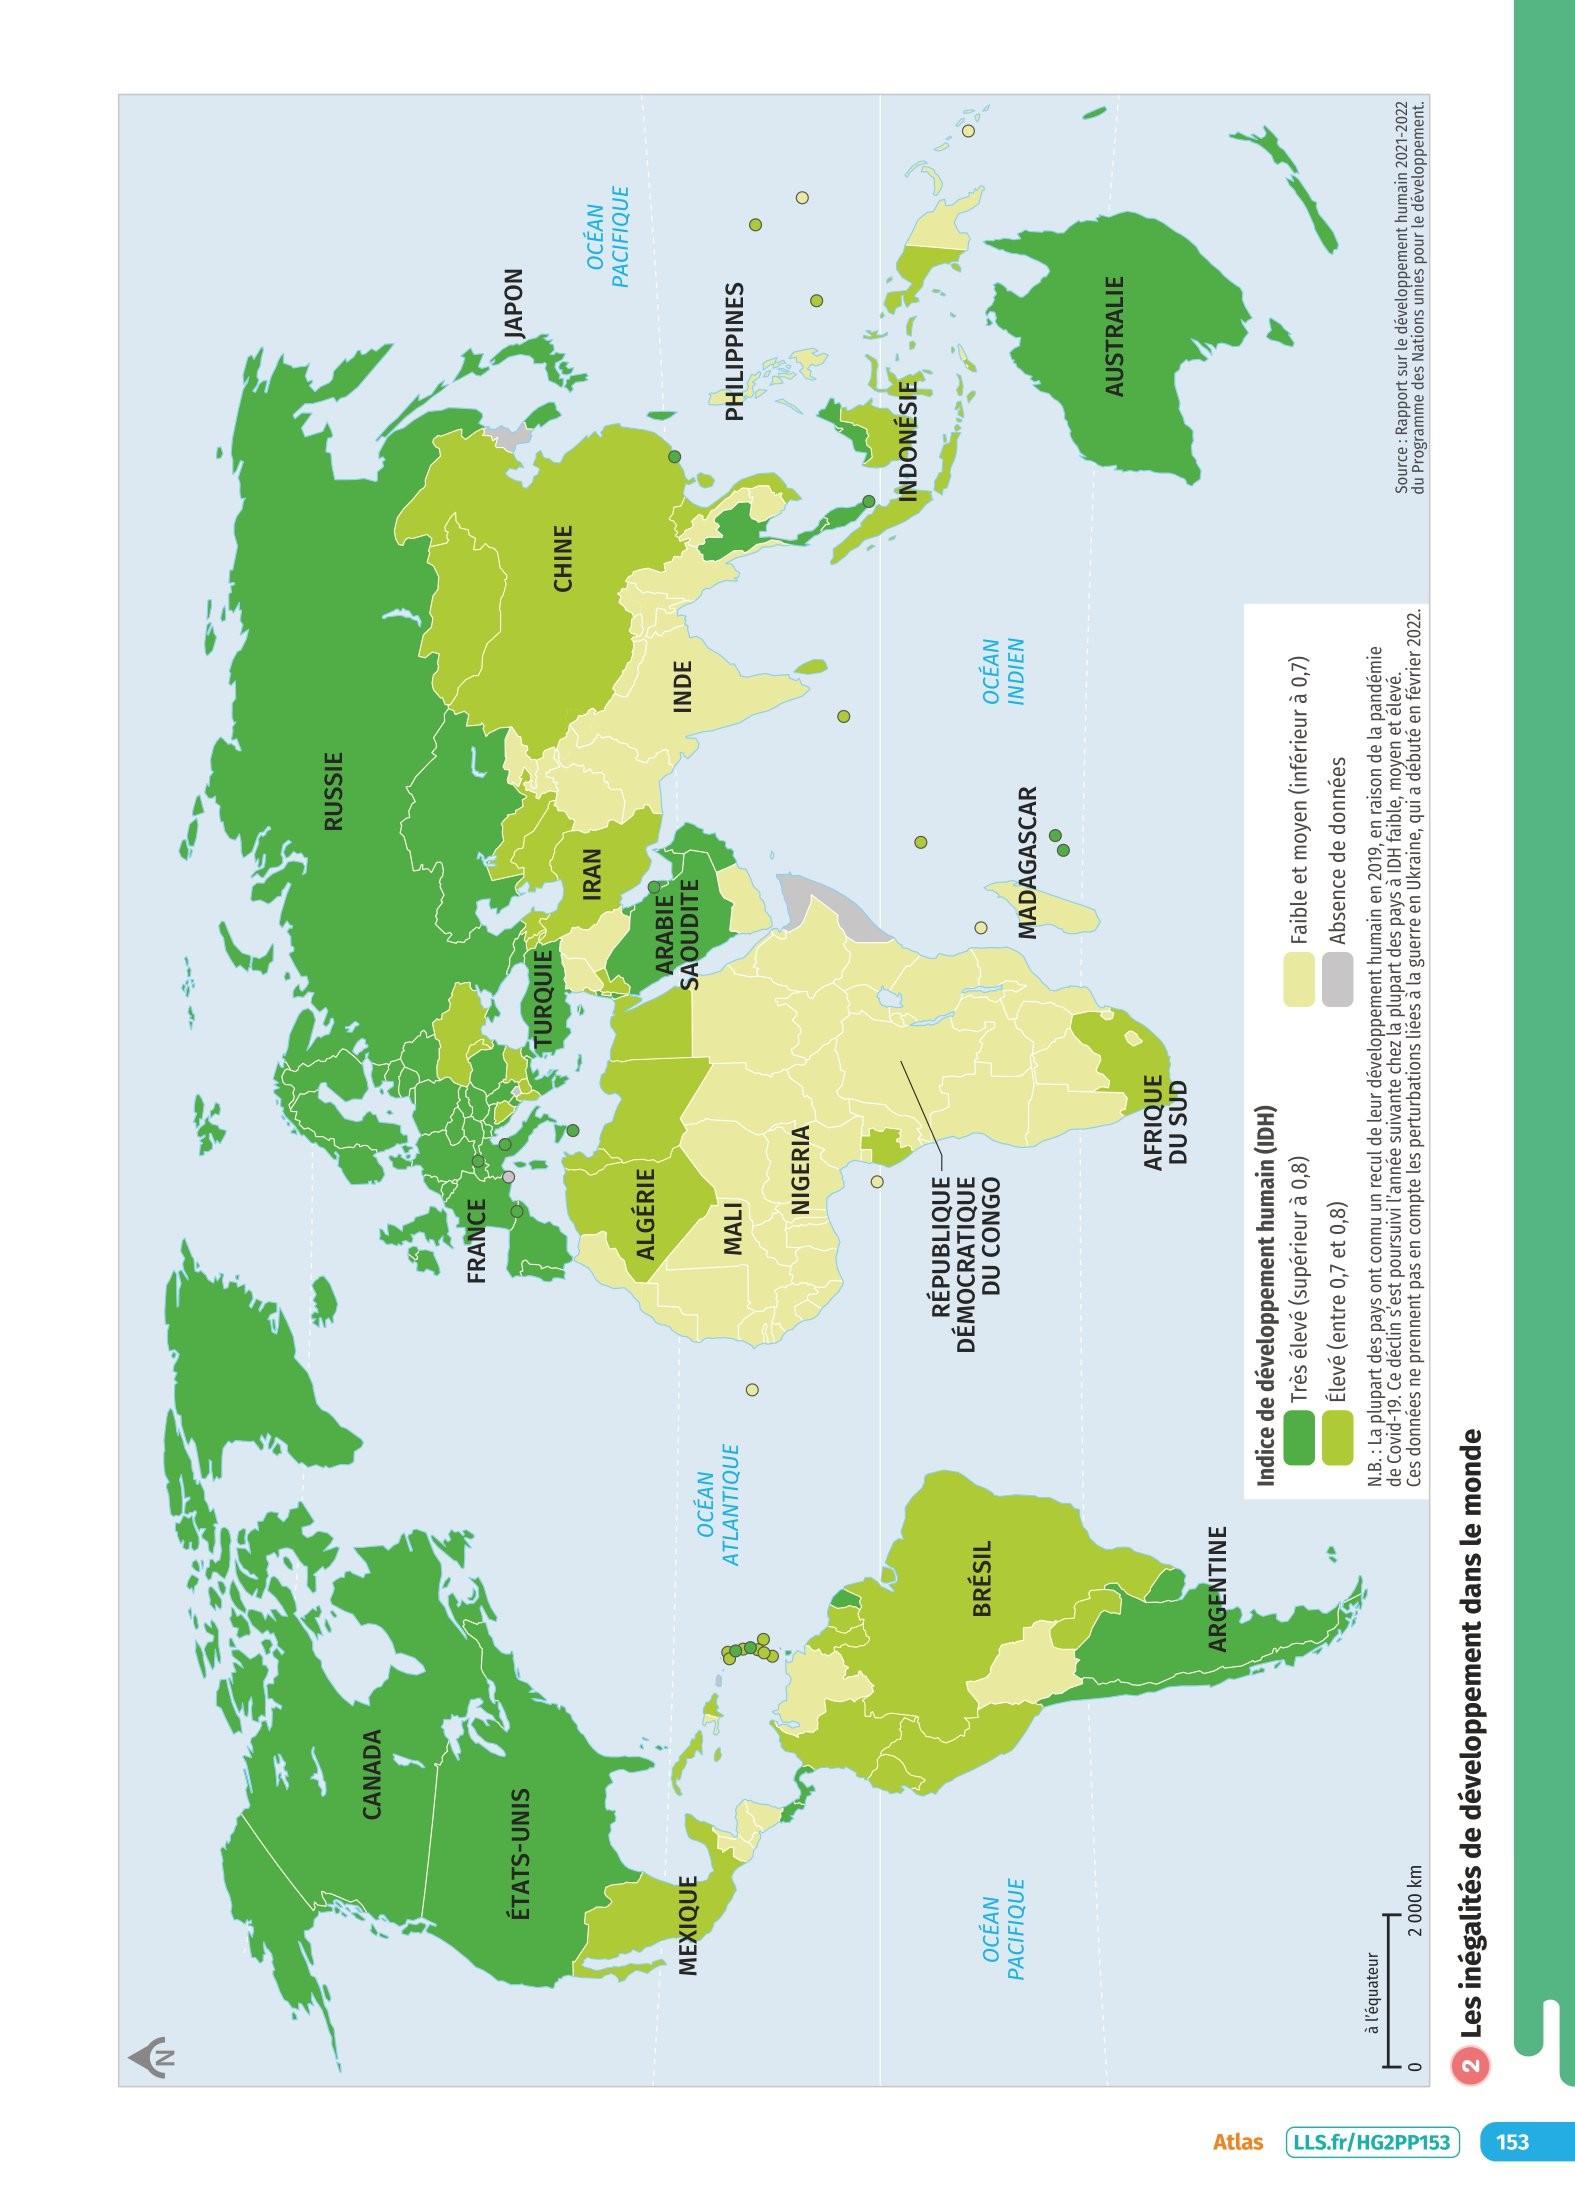 N
CANADA
ÉTATS-UNIS
MEXIQUE
OCÉAN
PACIFIQUE
OCÉAN
ATLANTIQUE
BRÉSIL
ARGENTINE
FRANCE
RUSSIE
TURQUIE
ALGÉRIE
MALI
NIGERIA
RÉPUBLIQUE
DÉMOCRATIQUE
DU CONGO
AFRIQUE
DU SUD
MADAGASCAR
ARABIE
SAOUDITE
IRAN
INDE
CHINE
JAPON
PHILIPPINES
INDONÉSIE
AUSTRALIE
OCÉAN
INDIEN
OCÉAN
PACIFIQUE
à l'équateur
0 2 000 km
Indice de développement humain (IDH)
Très élevé (supérieur à 0,8)
Élevé (entre 0,7 et 0,8)
Faible et moyen (inférieur à 0,7)
Absence de données
N.B. : La plupart des pays ont connu un recul de leur développement humain en 2019, en raison de la pandémie
de Covid-19. Ce déclin s'est poursuivi l'année suivante chez la plupart des pays à IDH faible, moyen et élevé.
Ces données ne prennent pas en compte les perturbations liées à la guerre en Ukraine, qui a débuté en février 2022.
Source : Rapport sur le développement humain 2021-2022
du Programme des Nations unies pour le développement.
2 Les inégalités de développement dans le monde
Atlas LLS.fr/HG2PP153 153